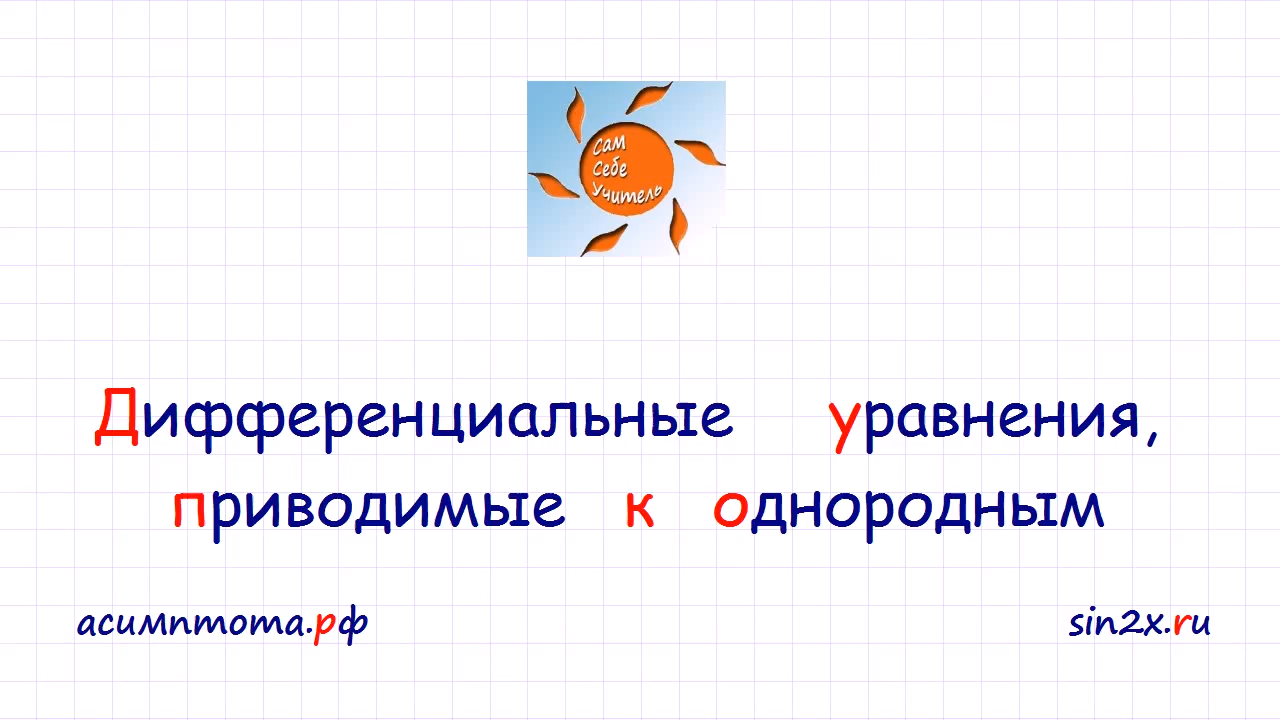 Сам
Себе
Учитель
Дифференциальные уравнения,
приводимые к однородным
асимптота.рф
sin2x.ru